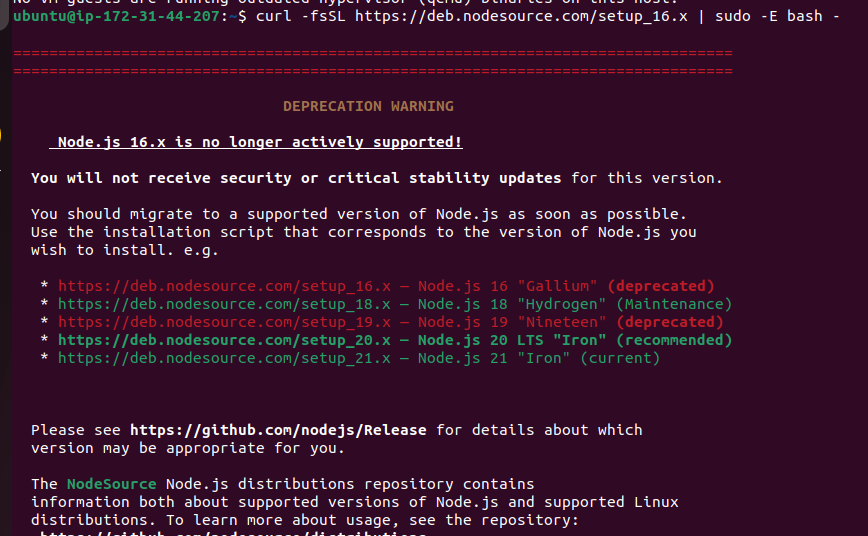 No VM guests are running outdated hypervisor (qemu) binaries on this host.
ubuntu@ip-172-31-44-207:~$ curl -fsSL https://deb.nodesource.com/setup_16.x | sudo -E bash -
================================================================================
================================================================================
DEPRECATION WARNING
Node.js 16.x is no longer actively supported!
You will not receive security or critical stability updates for this version.
You should migrate to a supported version of Node.js as soon as possible.
Use the installation script that corresponds to the version of Node.js you
wish to install. e.g.
* https://deb.nodesource.com/setup_16.x — Node.js 16 "Gallium" (deprecated)
* https://deb.nodesource.com/setup_18.x — Node.js 18 "Hydrogen" (Maintenance)
* https://deb.nodesource.com/setup_19.x — Node.js 19 "Nineteen" (deprecated)
* https://deb.nodesource.com/setup_20.x — Node.js 20 LTS "Iron" (recommended)
* https://deb.nodesource.com/setup_21.x — Node.js 21 "Iron" (current)
Please see https://github.com/nodejs/Release for details about which
version may be appropriate for you.
The NodeSource Node.js distributions repository contains
information both about supported versions of Node.js and supported Linux
distributions. To learn more about usage, see the repository:
https://github.com/nodesource/distributions